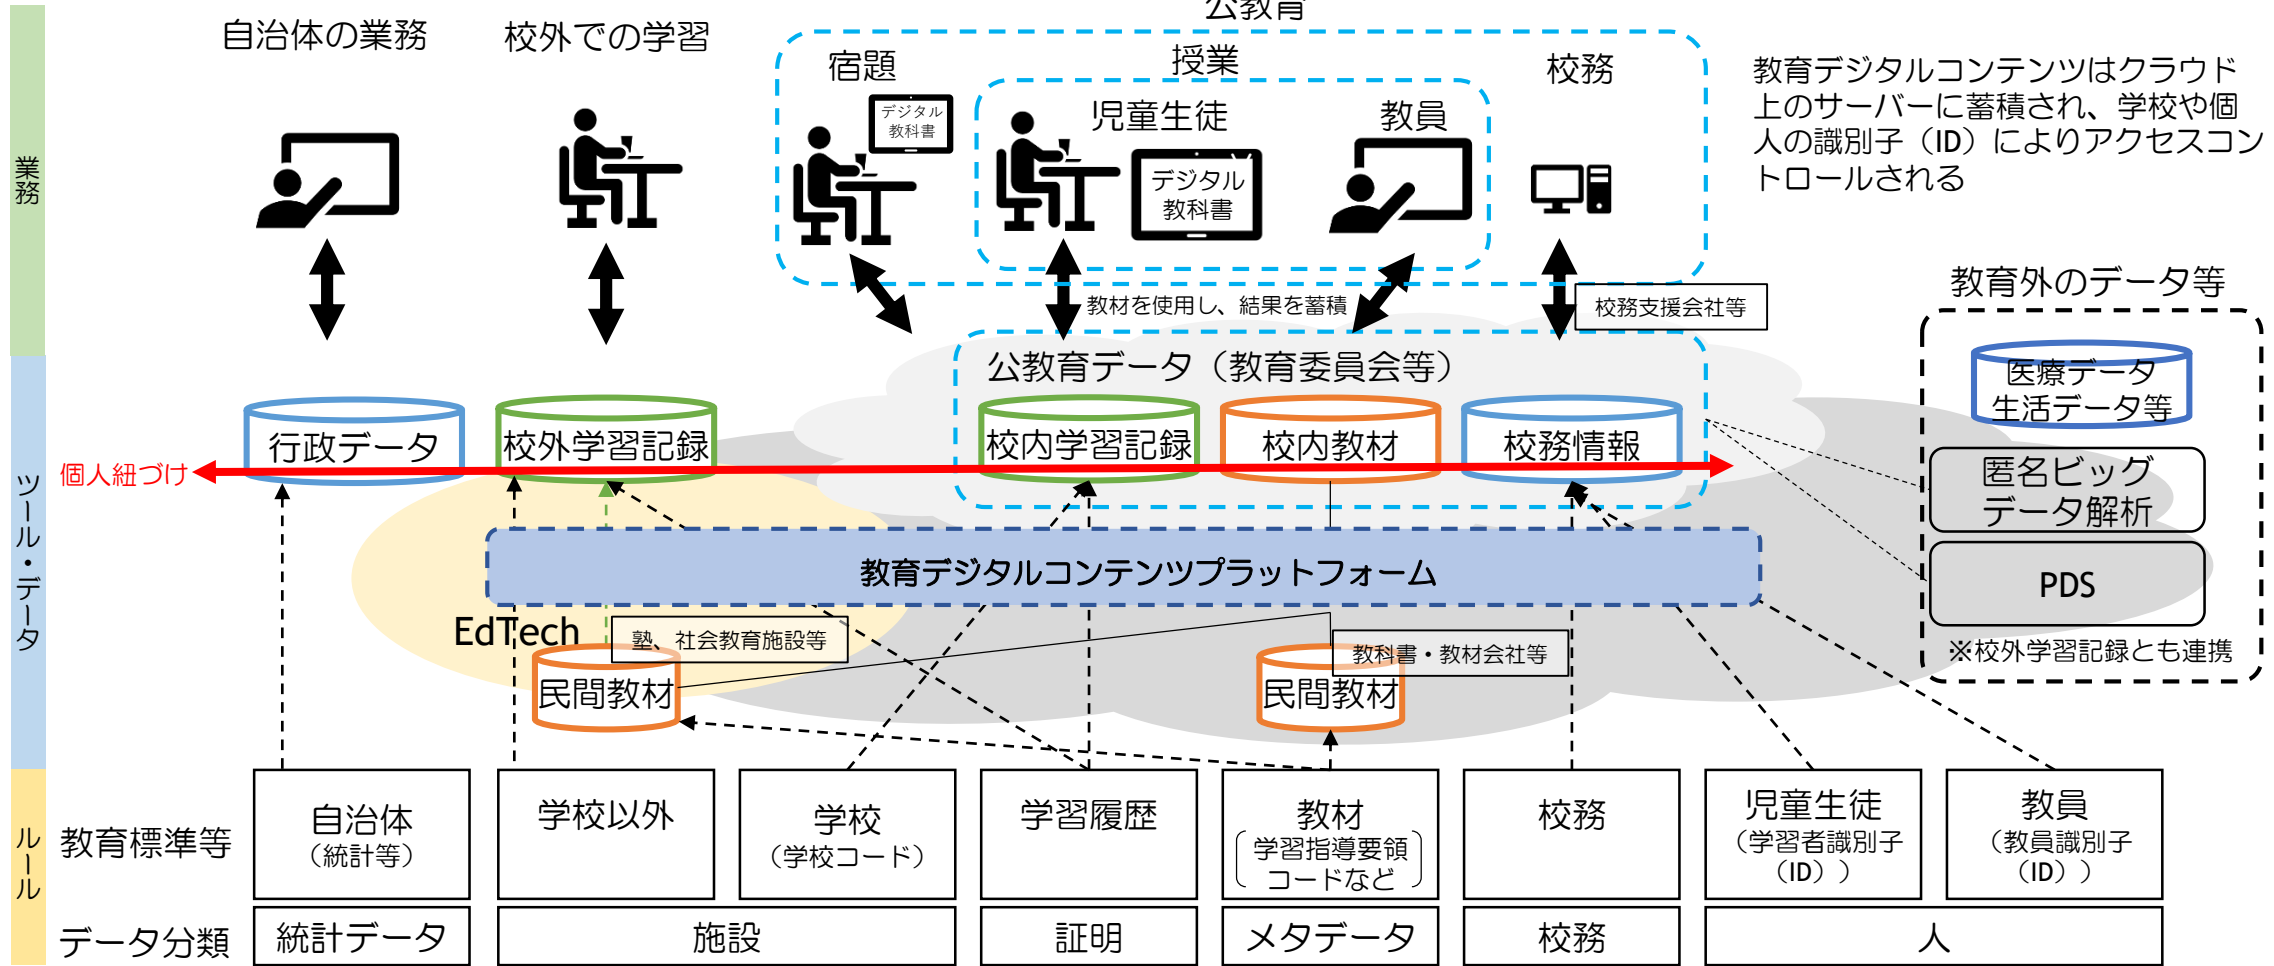 公教育
自治体の業務
校外での学習
宿題
授業
校務
児童生徒
教員
デジタル
教科書
デジタル
教科書
教育デジタルコンテンツはクラウド
上のサーバーに蓄積され、学校や個
人の識別子（ID）によりアクセスコン
トロールされる
業務
教材を使用し、結果を蓄積
校務支援会社等
教育外のデータ等
公教育データ（教育委員会等）
医療データ
生活データ等
行政データ
校外学習記録
校内学習記録
校内教材
校務情報
個人紐づけ
匿名ビッグ
データ解析
ツール・データ
教育デジタルコンテンツプラットフォーム
PDS
EdTech
塾、社会教育施設等
教科書・教材会社等
※校外学習記録とも連携
民間教材
民間教材
ルール
教育標準等
自治体
（統計等）
学校以外
学校
（学校コード）
学習履歴
教材
（学習指導要領
コードなど）
校務
児童生徒
（学習者識別子
（ID））
教員
（教員識別子
（ID））
データ分類
統計データ
施設
証明
メタデータ
校務
人